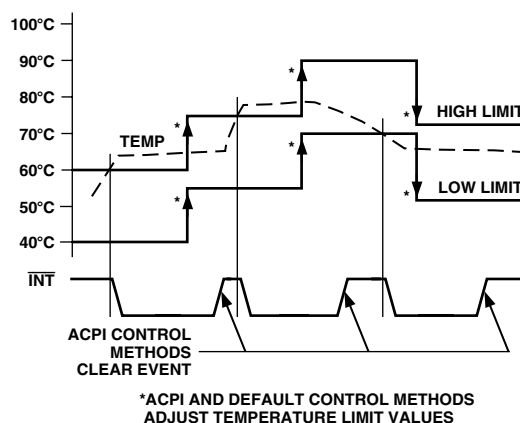 100°C
90°C
80°C
70°C
60°C
50°C
40°C
*
*
*
*
*
*
TEMP
HIGH LIMIT
LOW LIMIT
INT
ACPI CONTROL
METHODS
CLEAR EVENT
*ACPI AND DEFAULT CONTROL METHODS
ADJUST TEMPERATURE LIMIT VALUES